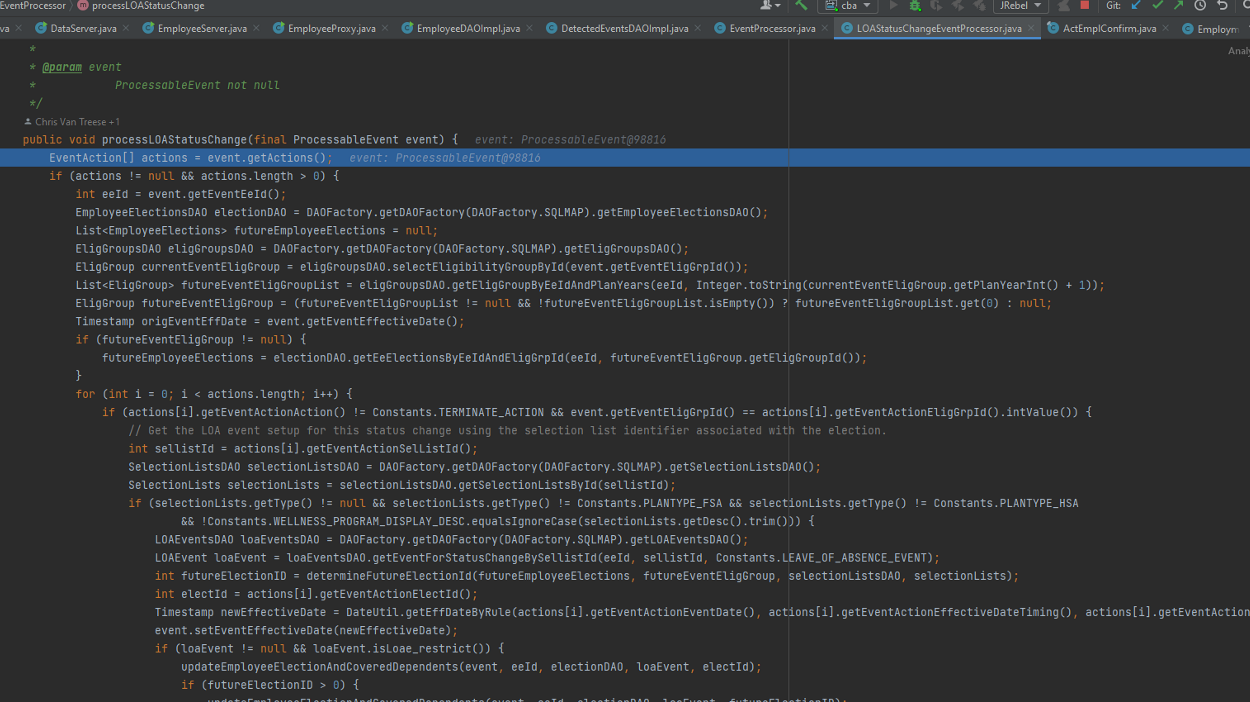 EventProcessor 〉 m processLOAStatusChange
cba
JRebel
Git:
va
DataServer.java
EmployeeServer.java
EmployeeProxy.java
EmployeeDAOImpl.java
DetectedEventsDAOImpl.java
EventProcessor.java
LOAStatusChangeEventProcessor.java
ActEmplConfirm.java
Employm
Analy
*
* @param event
* ProcessableEvent not null
*/
Chris Van Treese +1
public void processLOAStatusChange(final ProcessableEvent event) { event: ProcessableEvent@98816
EventAction[] actions = event.getActions(); event: ProcessableEvent@98816
if (actions != null && actions.length > 0) {
int eeId = event.getEventEeId();
EmployeeElectionsDAO electionDAO = DAOFactory.getDAOFactory(DAOFactory.SQLMAP).getEmployeeElectionsDAO();
List<EmployeeElections> futureEmployeeElections = null;
EligGroupsDAO eligGroupsDAO = DAOFactory.getDAOFactory(DAOFactory.SQLMAP).getEligGroupsDAO();
EligGroup currentEventEligGroup = eligGroupsDAO.selectEligibilityGroupById(event.getEventEligGrpId());
List<EligGroup> futureEventEligGroupList = eligGroupsDAO.getEligGroupByEeIdAndPlanYears(eeId, Integer.toString(currentEventEligGroup.getPlanYearInt() + 1));
EligGroup futureEventEligGroup = (futureEventEligGroupList != null && !futureEventEligGroupList.isEmpty()) ? futureEventEligGroupList.get(0) : null;
Timestamp origEventEffDate = event.getEventEffectiveDate();
if (futureEventEligGroup != null) {
futureEmployeeElections = electionDAO.getEeElectionsByEeIdAndEligGrpId(eeId, futureEventEligGroup.getEligGroupId());
}
for (int i = 0; i < actions.length; i++) {
if (actions[i].getEventActionAction() != Constants.TERMINATE_ACTION && event.getEventEligGrpId() == actions[i].getEventActionEligGrpId().intValue()) {
// Get the LOA event setup for this status change using the selection list identifier associated with the election.
int sellistId = actions[i].getEventActionSelListId();
SelectionListsDAO selectionListsDAO = DAOFactory.getDAOFactory(DAOFactory.SQLMAP).getSelectionListsDAO();
SelectionLists selectionLists = selectionListsDAO.getSelectionListsById(sellistId);
if (selectionLists.getType() != null && selectionLists.getType() != Constants.PLANTYPE_FSA && selectionLists.getType() != Constants.PLANTYPE_HSA
&& !Constants.WELLNESS_PROGRAM_DISPLAY_DESC.equalsIgnoreCase(selectionLists.getDesc().trim())) {
LOAEventsDAO loaEventsDAO = DAOFactory.getDAOFactory(DAOFactory.SQLMAP).getLOAEventsDAO();
LOAEvent loaEvent = loaEventsDAO.getEventForStatusChangeBySellistId(eeId, sellistId, Constants.LEAVE_OF_ABSENCE_EVENT);
int futureElectionID = determineFutureElectionId(futureEmployeeElections, futureEventEligGroup, selectionListsDAO, selectionLists);
int electId = actions[i].getEventActionElectId();
Timestamp newEffectiveDate = DateUtil.getEffDateByRule(actions[i].getEventActionEventDate(), actions[i].getEventActionEffectiveDateTiming(), actions[i].getEventAction
event.setEventEffectiveDate(newEffectiveDate);
if (loaEvent != null && loaEvent.isLoae_restrict()) {
updateEmployeeElectionAndCoveredDependents(event, eeId, electionDAO, loaEvent, electId);
if (futureElectionID > 0) {
updateEmployeeElectionAndCoveredDependents(event, eeId, electionDAO, loaEvent, futureElectionID);